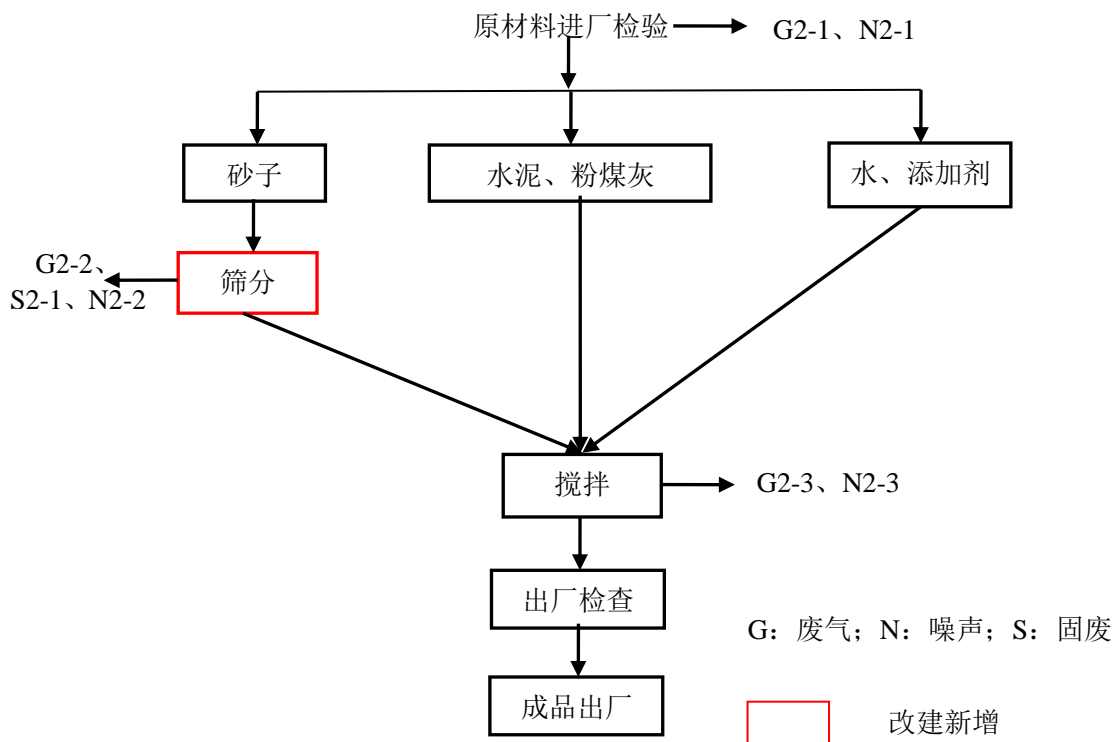 原材料进厂检验
G2-1、N2-1
砂子
水泥、粉煤灰
水、添加剂
G2-2、
S2-1、N2-2
筛分
搅拌
G2-3、N2-3
出厂检查
G：废气；N：噪声；S：固废
成品出厂
改建新增